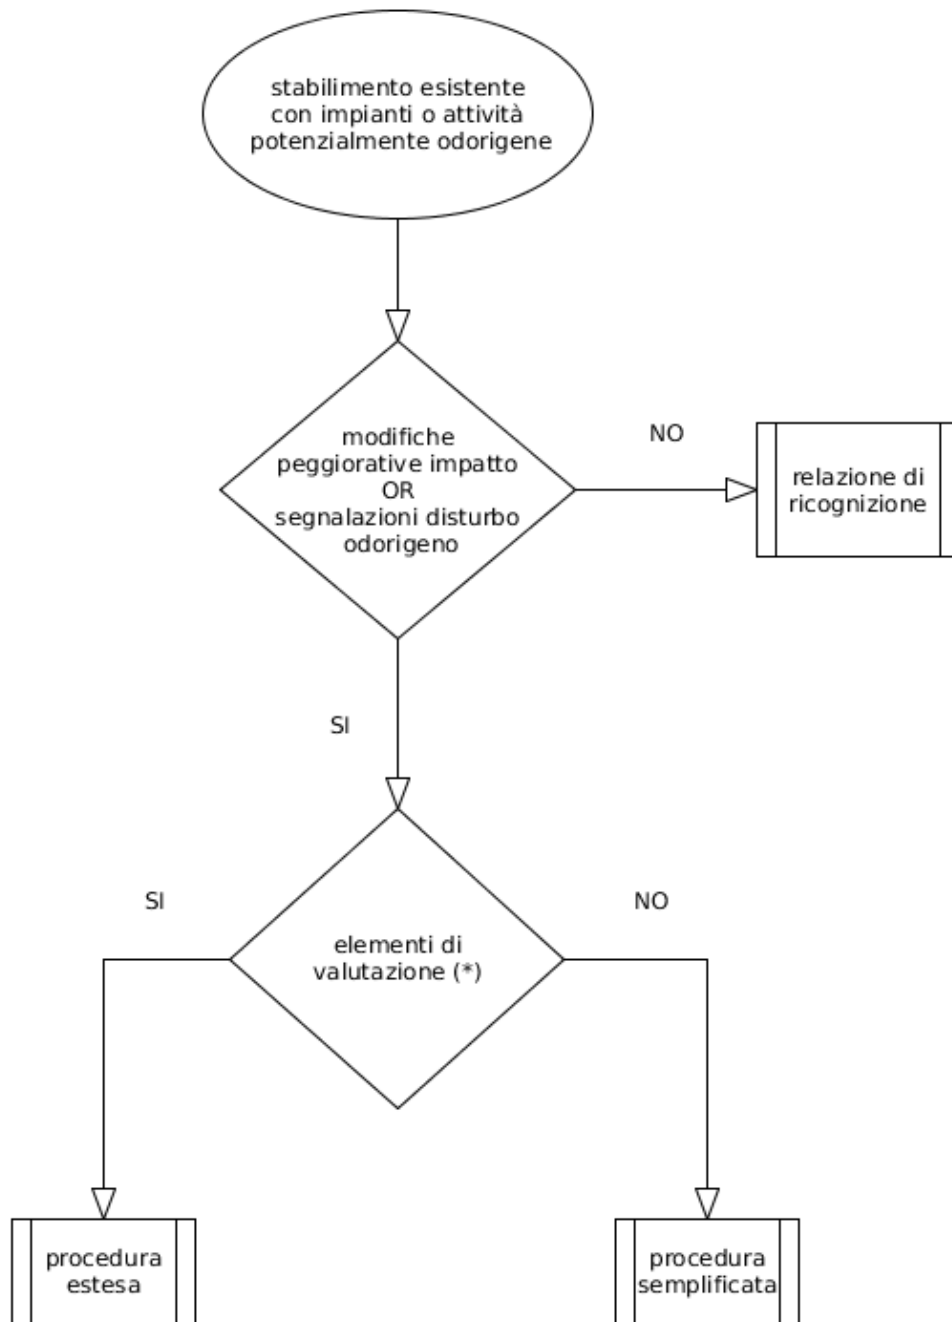 stabilimento esistente
con impianti o attività
potenzialmente odorigene
modifiche
peggiorative impatto
OR
segnalazioni disturbo
odorigeno
NO
relazione di
ricognizione
SI
SI
NO
elementi di
valutazione (*)
procedura
estesa
procedura
semplificata